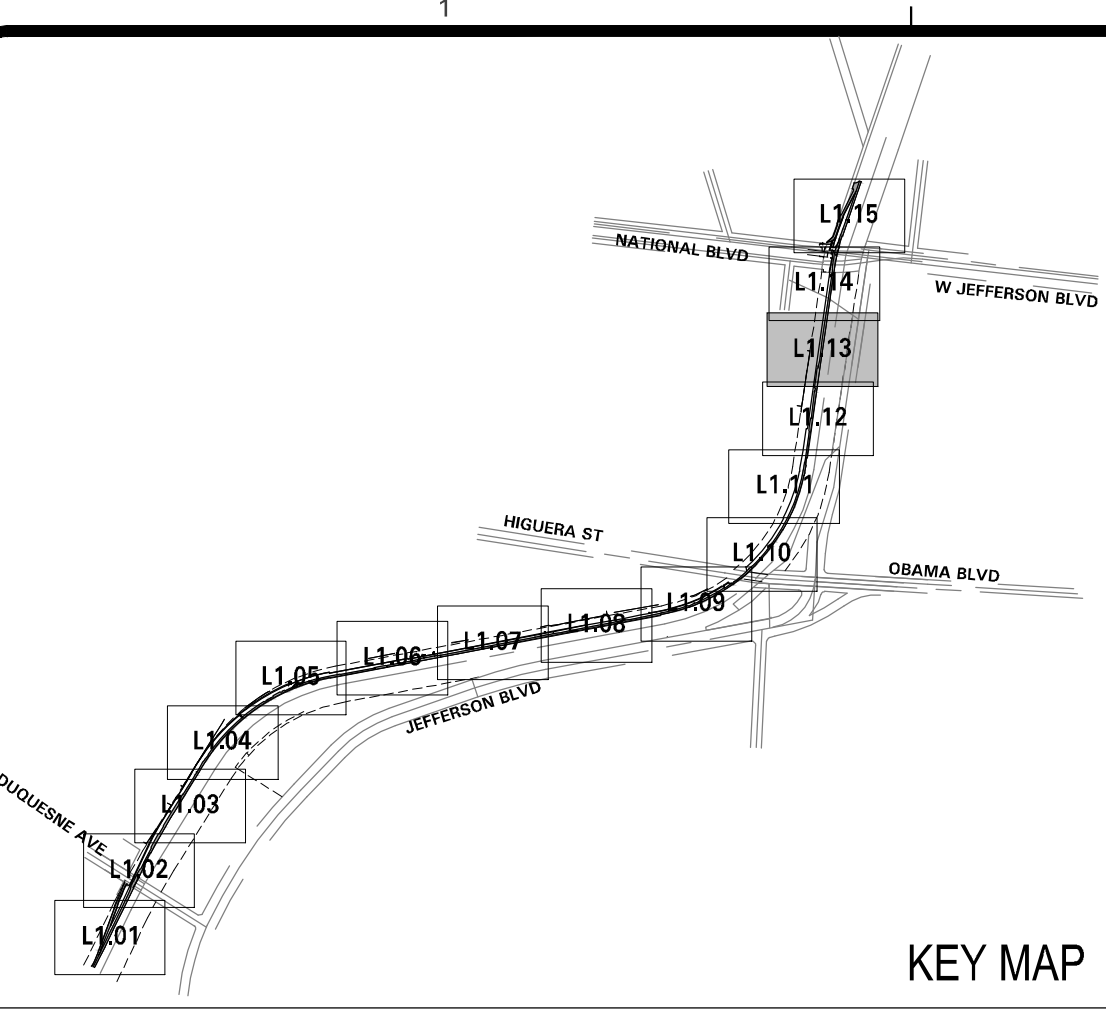 1
L1.15
NATIONAL BLVD
L1.14
W JEFFERSON BLVD
L1.13
L1.12
L1.11
HIGUERA ST
L1.10
OBAMA BLVD
L1.09
L1.08
L1.07
L1.06
L1.05
JEFFERSON BLVD
L1.04
L1.03
DUQUESNE AVE
L1.02
L1.01
KEY MAP